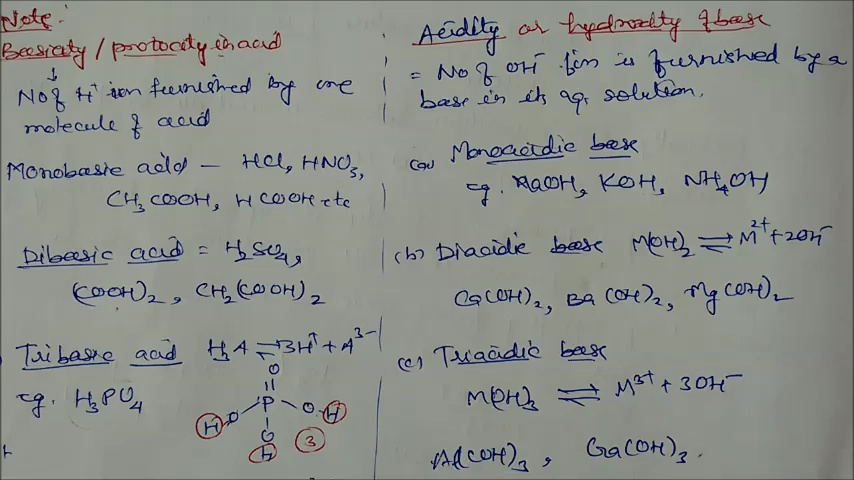 Note:
Basicity / protocity in acid
↓
No of H⁺ ion furnished by one
molecule of acid
Monobasic acid — HCl, HNO₃,
CH₃COOH, HCOOH etc
Dibasic acid = H₂SO₄,
(COOH)₂, CH₂(COOH)₂
Tribasic acid H₃A ⇌ 3H⁺ + A³⁻
eg. H₃PO₄
O
H O P O H
O
H 3
Acidity or hydroxity of base
= No of OH⁻ ion is furnished by a
base in its aq. solution.
(a) Monoacidic base
eg. NaOH, KOH, NH₄OH
(b) Diacidic base M(OH)₂ ⇌ M²⁺ + 2OH⁻
Ca(OH)₂, Ba(OH)₂, Mg(OH)₂
(c) Triacidic base
M(OH)₃ ⇌ M³⁺ + 3OH⁻
Al(OH)₃, Ga(OH)₃.